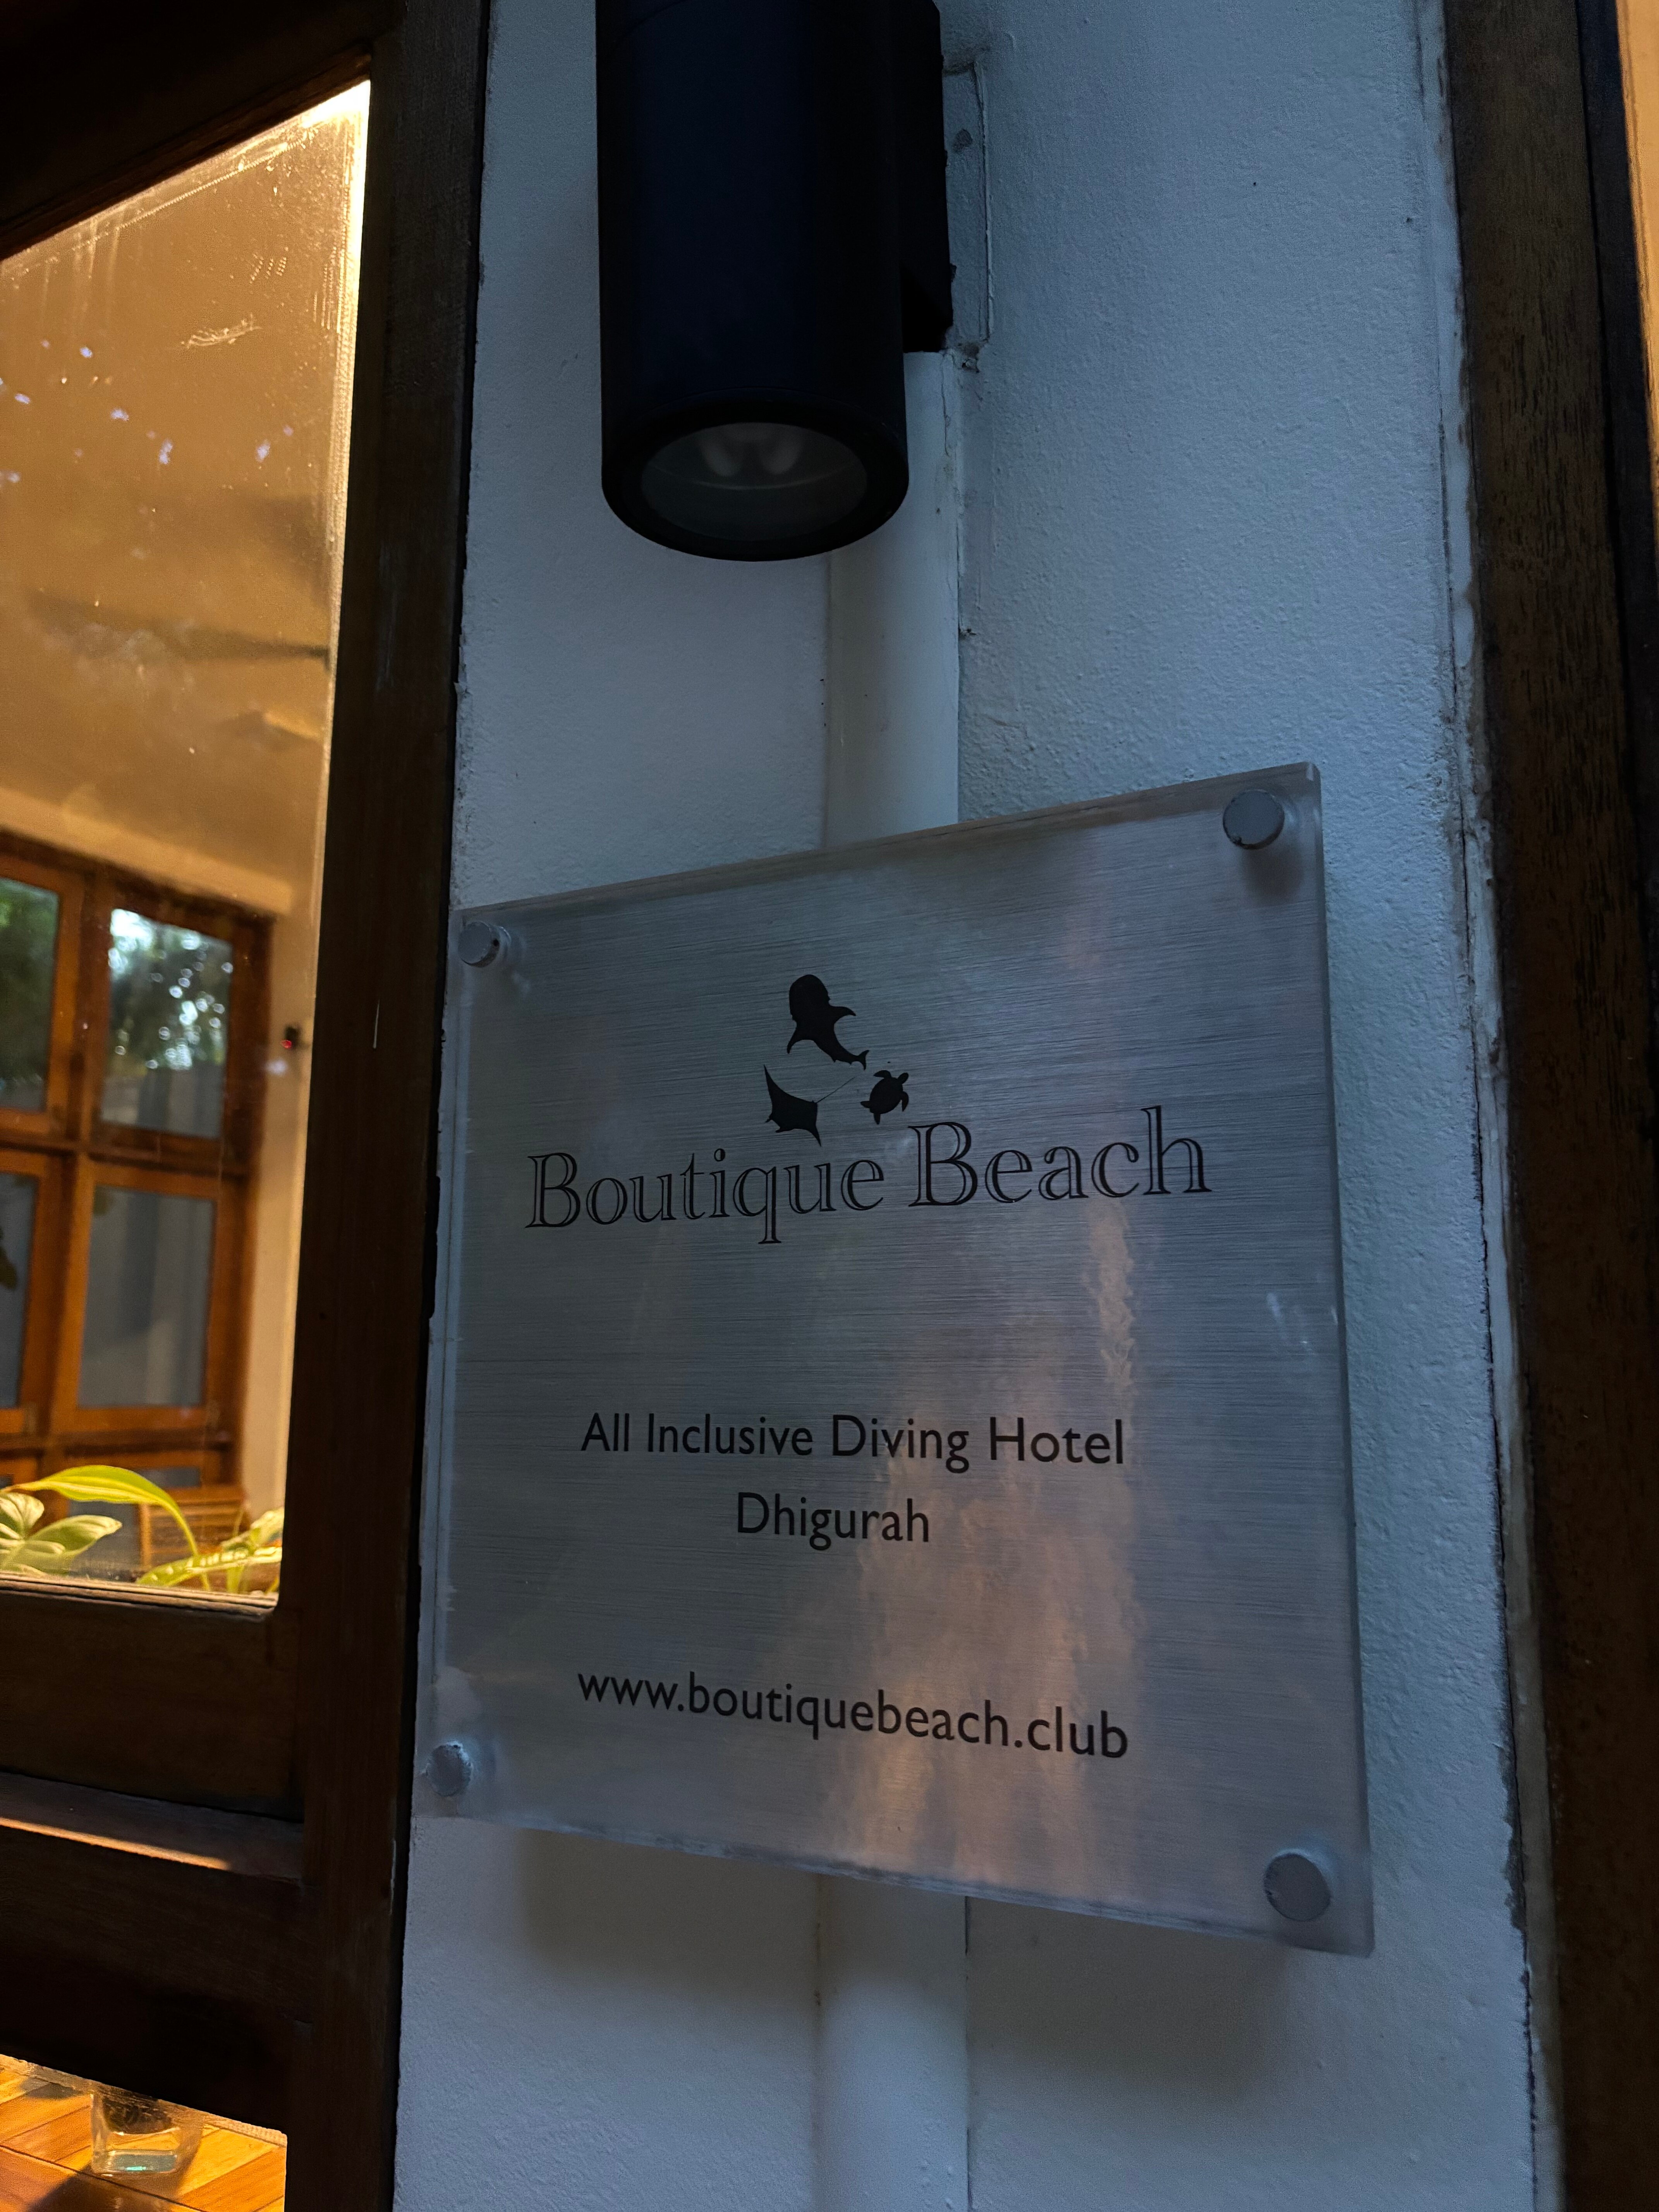 Boutique Beach
All Inclusive Diving Hotel
Dhigurah
www.boutiquebeach.club